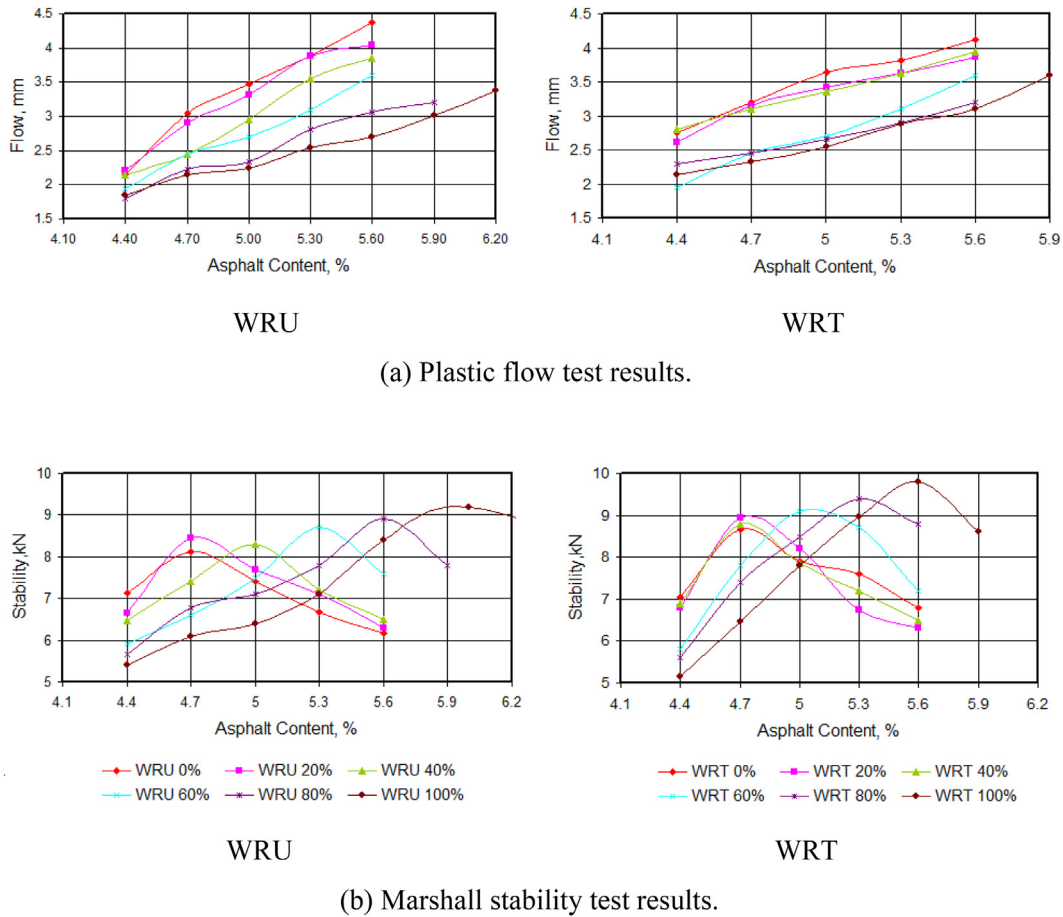 4.5
4
3.5
3
2.5
2
1.5
Flow, mm
4.10 4.40 4.70 5.00 5.30 5.60 5.90 6.20
Asphalt Content, %
WRU
4.5
4
3.5
3
2.5
2
1.5
Flow, mm
4.1 4.4 4.7 5 5.3 5.6 5.9
Asphalt Content, %
WRT
(a) Plastic flow test results.
10
9
8
7
6
5
Stability,kN
4.1 4.4 4.7 5 5.3 5.6 5.9 6.2
Asphalt Content, %
WRU 0% WRU 20% WRU 40%
WRU 60% WRU 80% WRU 100%
WRU
10
9
8
7
6
5
Stability,kN
4.1 4.4 4.7 5 5.3 5.6 5.9 6.2
Asphalt Content, %
WRT 0% WRT 20% WRT 40%
WRT 60% WRT 80% WRT 100%
WRT
(b) Marshall stability test results.